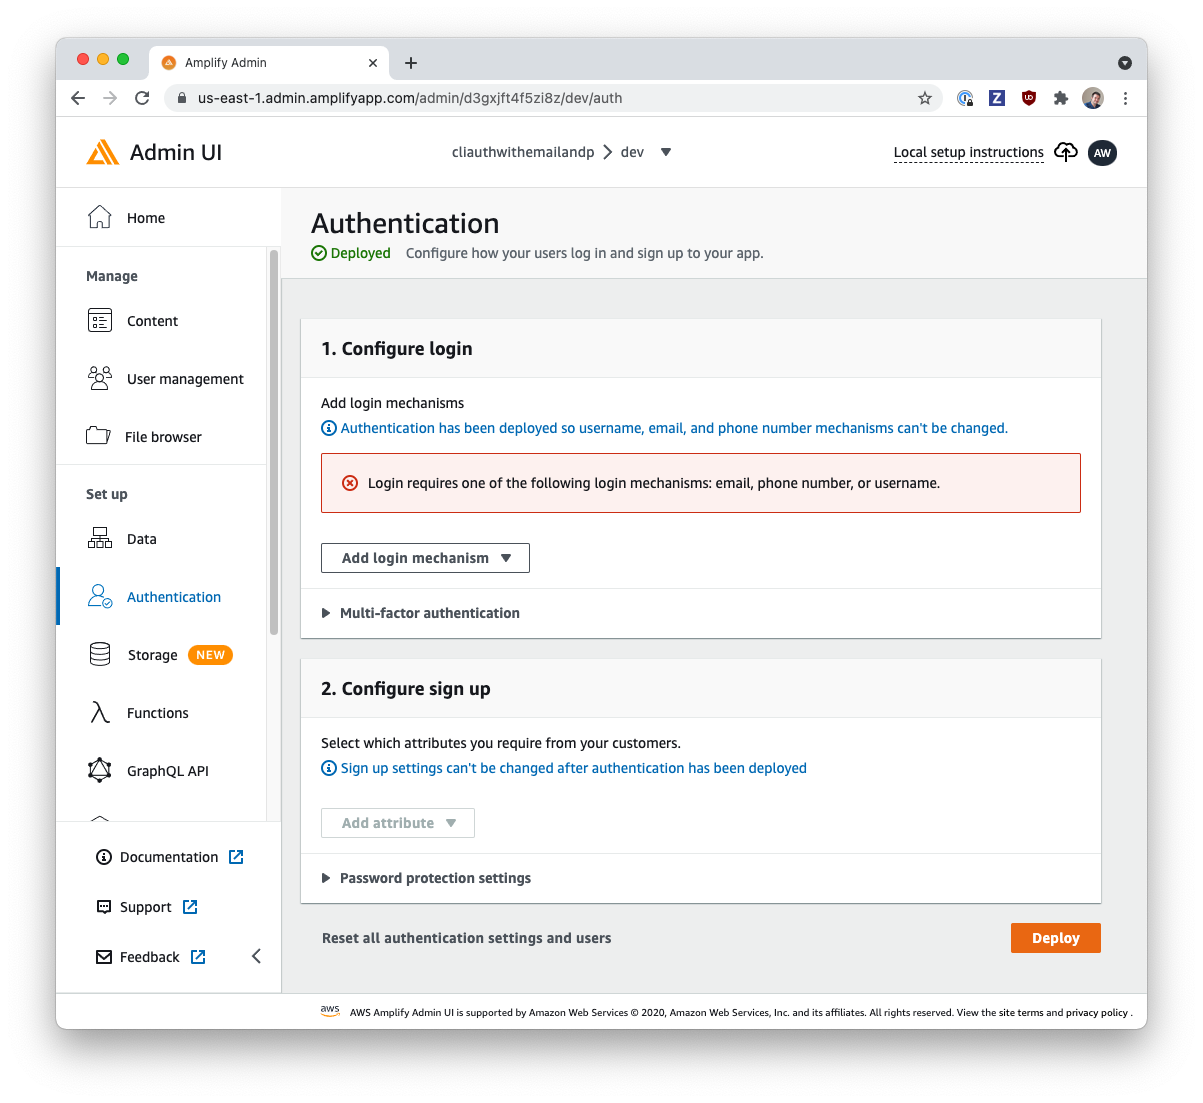 Amplify Admin
us-east-1.admin.amplifyapp.com/admin/d3gxjft4f5zi8z/dev/auth
Z
Admin UI
cliauthwithemailandp
dev
Local setup instructions
AW
Home
Manage
Content
User management
File browser
Set up
Data
Authentication
Storage NEW
Functions
GraphQL API
Documentation
Support
Feedback
Authentication
Deployed Configure how your users log in and sign up to your app.
1. Configure login
Add login mechanisms
Authentication has been deployed so username, email, and phone number mechanisms can't be changed.
Login requires one of the following login mechanisms: email, phone number, or username.
Add login mechanism
Multi-factor authentication
2. Configure sign up
Select which attributes you require from your customers.
Sign up settings can't be changed after authentication has been deployed
Add attribute
Password protection settings
Reset all authentication settings and users
Deploy
aws AWS Amplify Admin UI is supported by Amazon Web Services © 2020, Amazon Web Services, Inc. and its affiliates. All rights reserved. View the site terms and privacy policy .